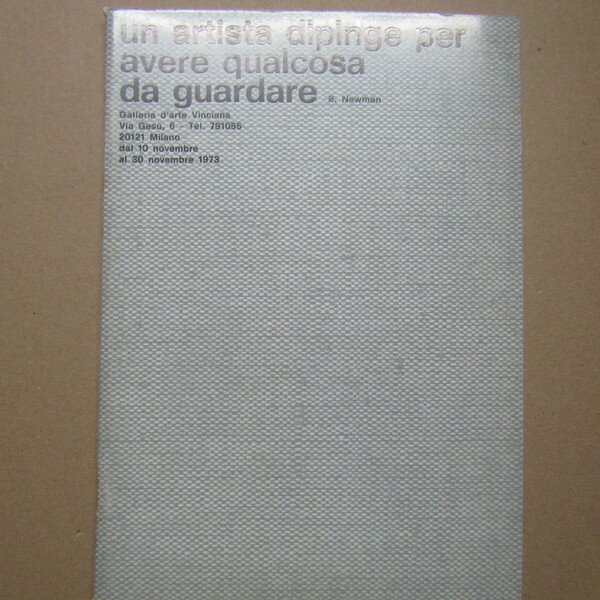 un artista dipinge per
avere qualcosa
da guardare B. Newman
Galleria d'arte Vinciana
Via Gesù, 6 - Tel. 791055
20121 Milano
dal 10 novembre
al 30 novembre 1973